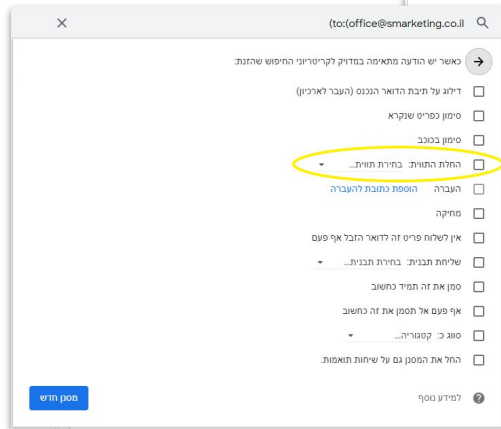 (to:(office@smarketing.co.il
כאשר יש הודעה מתאימה במדויק לקריטריוני החיפוש שהזנת:
דילוג על תיבת הדואר הנכנס (העבר לארכיון)
סימון כפריט שנקרא
סימון בכוכב
החלת התווית: בחירת תווית...
העברה הוספת כתובת להעברה
מחיקה
אין לשלוח פריט זה לדואר הזבל אף פעם
שליחת תבנית: בחירת תבנית...
סמן את זה תמיד כחשוב
אף פעם אל תסמן את זה כחשוב
סווג כ: קטגוריה...
החל את המסנן גם על שיחות תואמות.
למידע נוסף
מסנן חדש